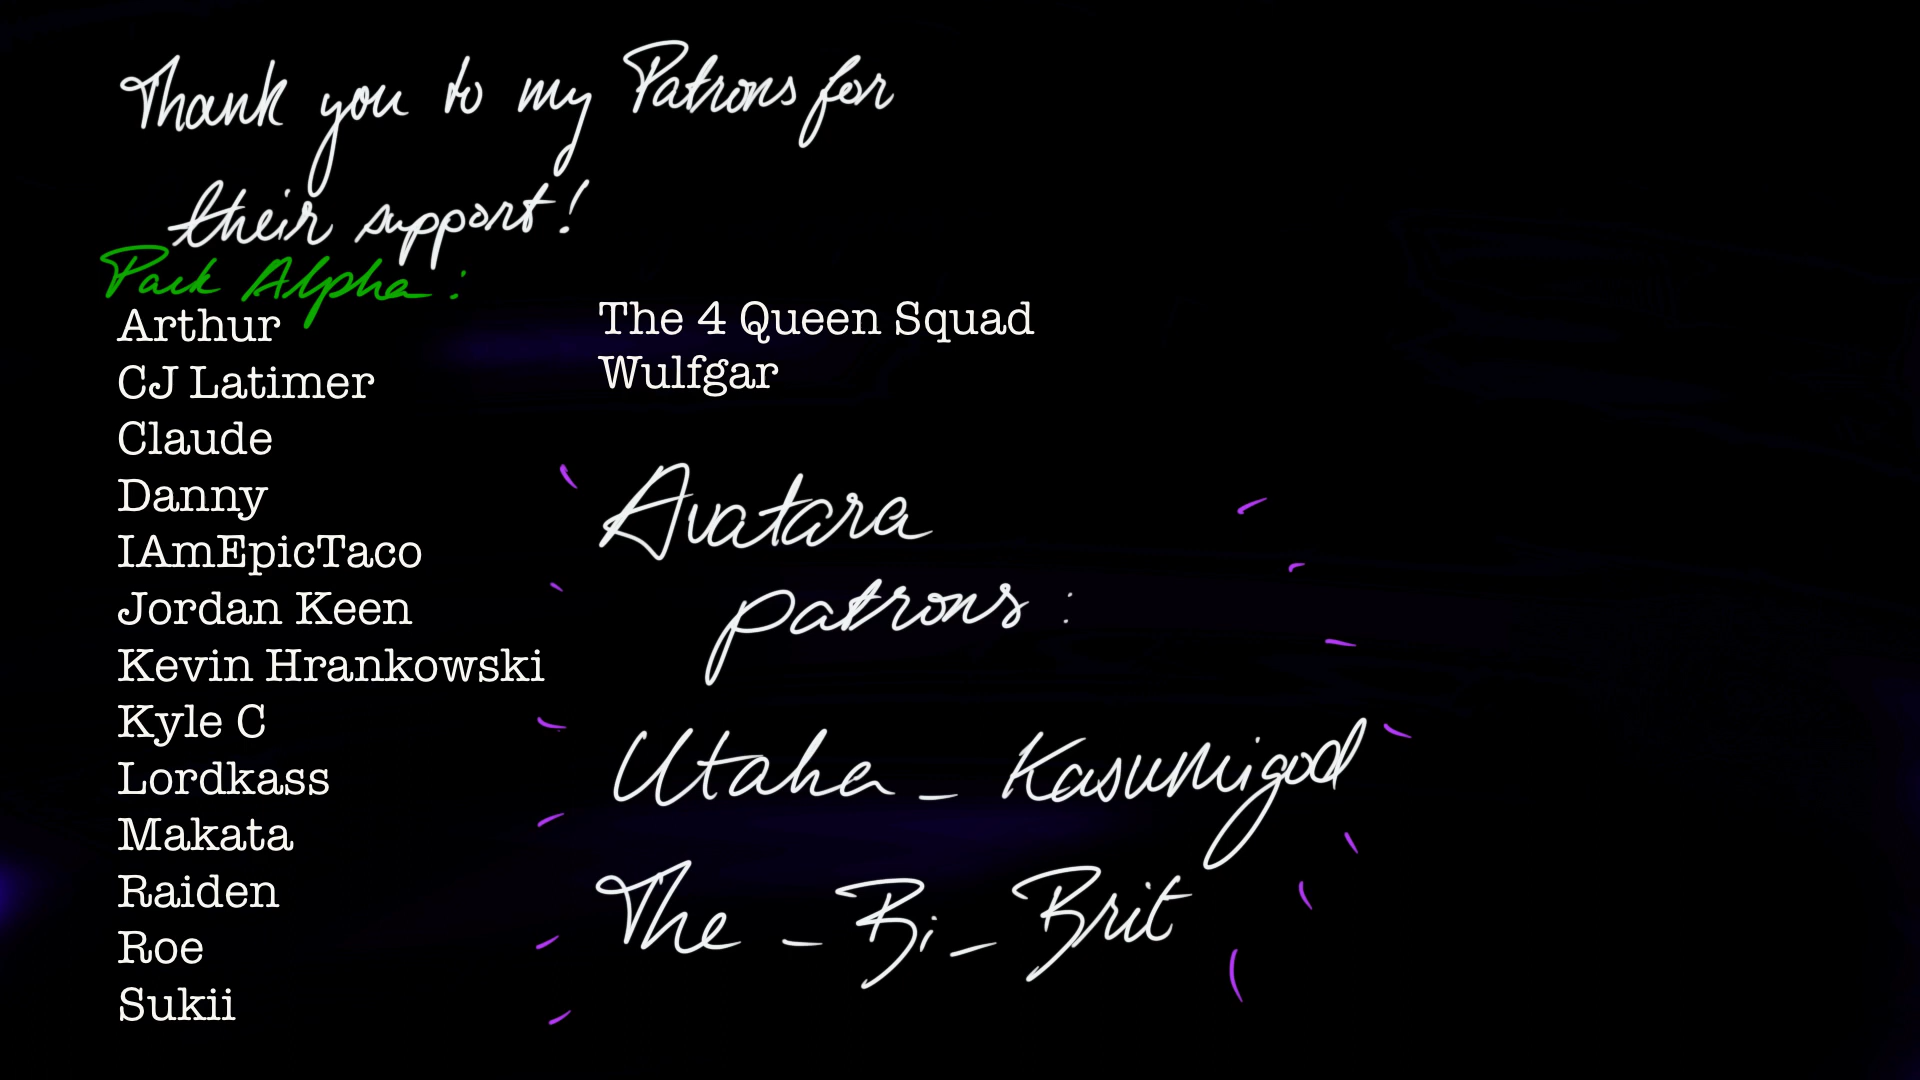 Thank you to my Patrons for
their support!
Pack Alpha:
Arthur
CJ Latimer
Claude
Danny
IAmEpicTaco
Jordan Keen
Kevin Hrankowski
Kyle C
Lordkass
Makata
Raiden
Roe
Sukii
The 4 Queen Squad
Wulfgar
Avatara
patrons:
Utaha_Kasumigod
The_Bi_Brit